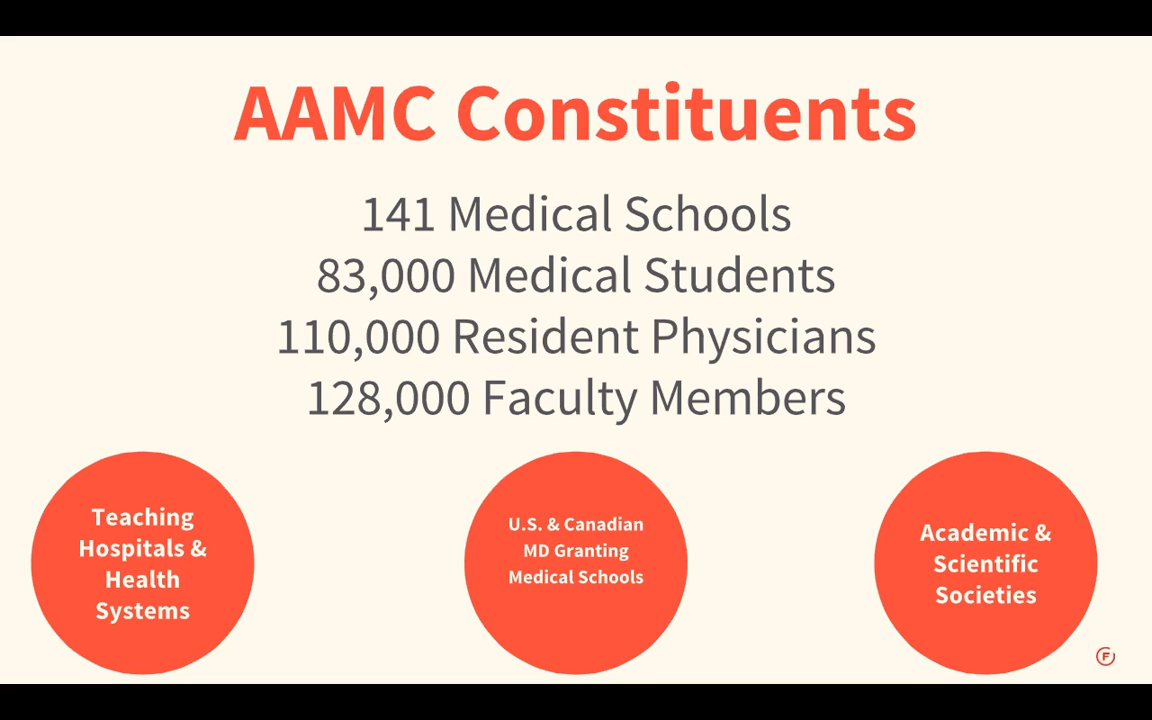 AAMC Constituents
141 Medical Schools
83,000 Medical Students
110,000 Resident Physicians
128,000 Faculty Members
Teaching
Hospitals &
Health
Systems
U.S. & Canadian
MD Granting
Medical Schools
Academic &
Scientific
Societies
F